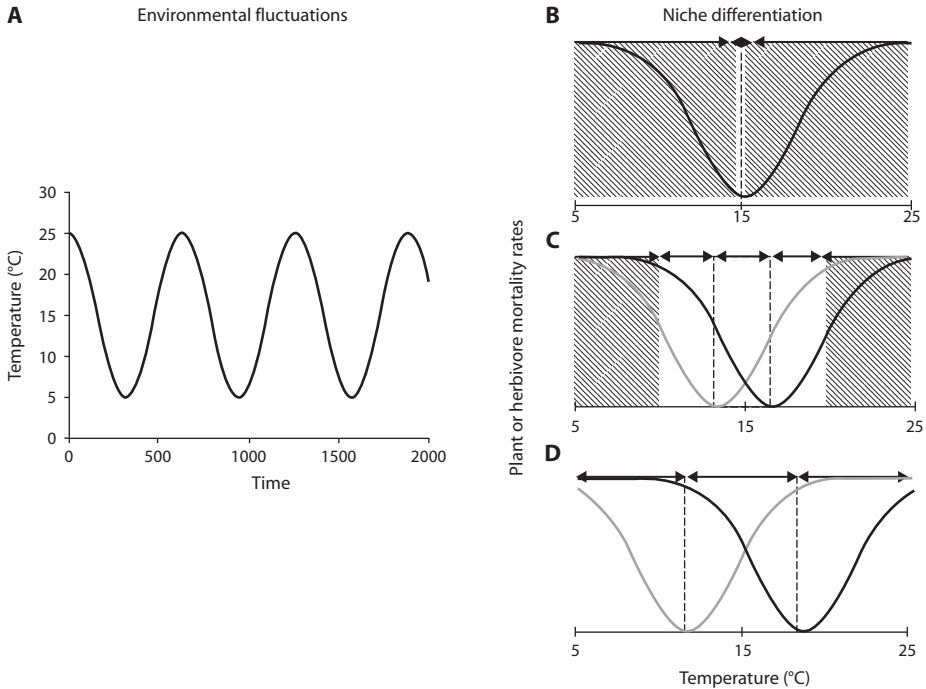 A
Environmental fluctuations
30
25
20
15
10
5
0
Temperature (°C)
0 500 1000 1500 2000
Time
B
Niche differentiation
5 15 25
C
5 15 25
D
5 15 25
Plant or herbivore mortality rates
Temperature (°C)